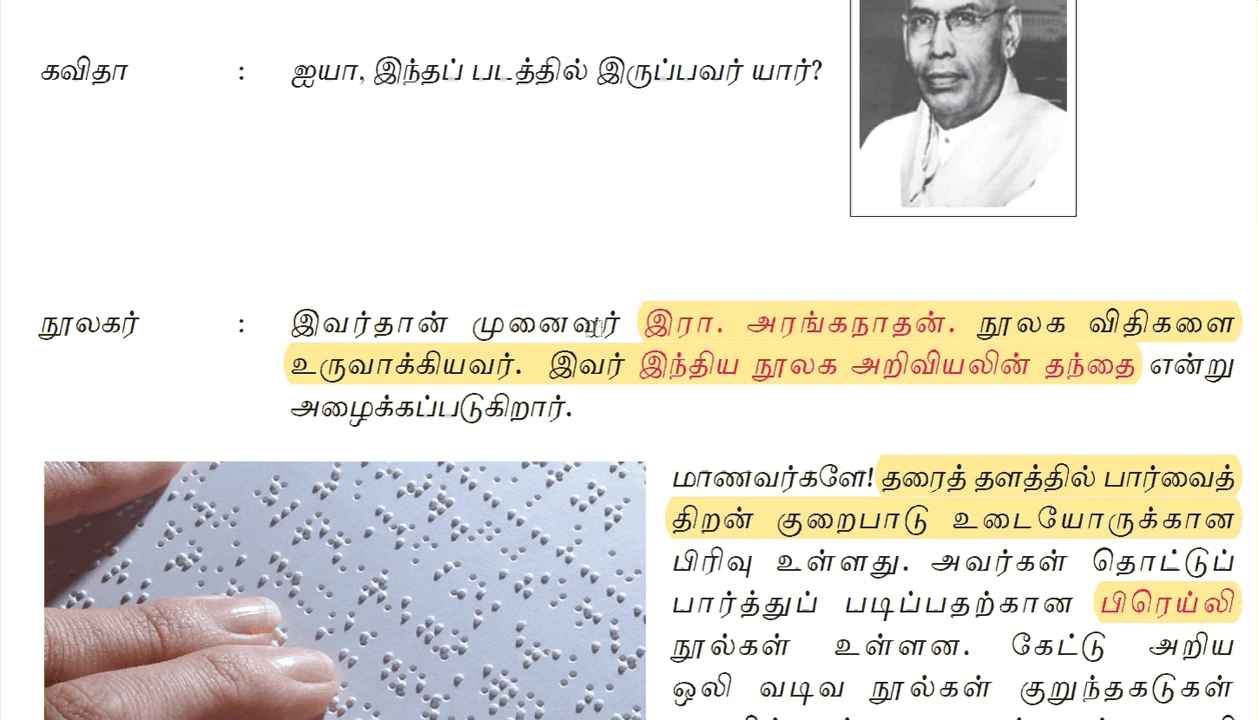 கவிதா : ஐயா, இந்தப் படத்தில் இருப்பவர் யார்?
நூலகர் : இவர்தான் முனைவர் இரா. அரங்கநாதன். நூலக விதிகளை
உருவாக்கியவர். இவர் இந்திய நூலக அறிவியலின் தந்தை என்று
அழைக்கப்படுகிறார்.
மாணவர்களே! தரைத் தளத்தில் பார்வைத்
திறன் குறைபாடு உடையோருக்கான
பிரிவு உள்ளது. அவர்கள் தொட்டுப்
பார்த்துப் படிப்பதற்கான பிரெய்லி
நூல்கள் உள்ளன. கேட்டு அறிய
ஒலி வடிவ நூல்கள் குறுந்தகடுகள்